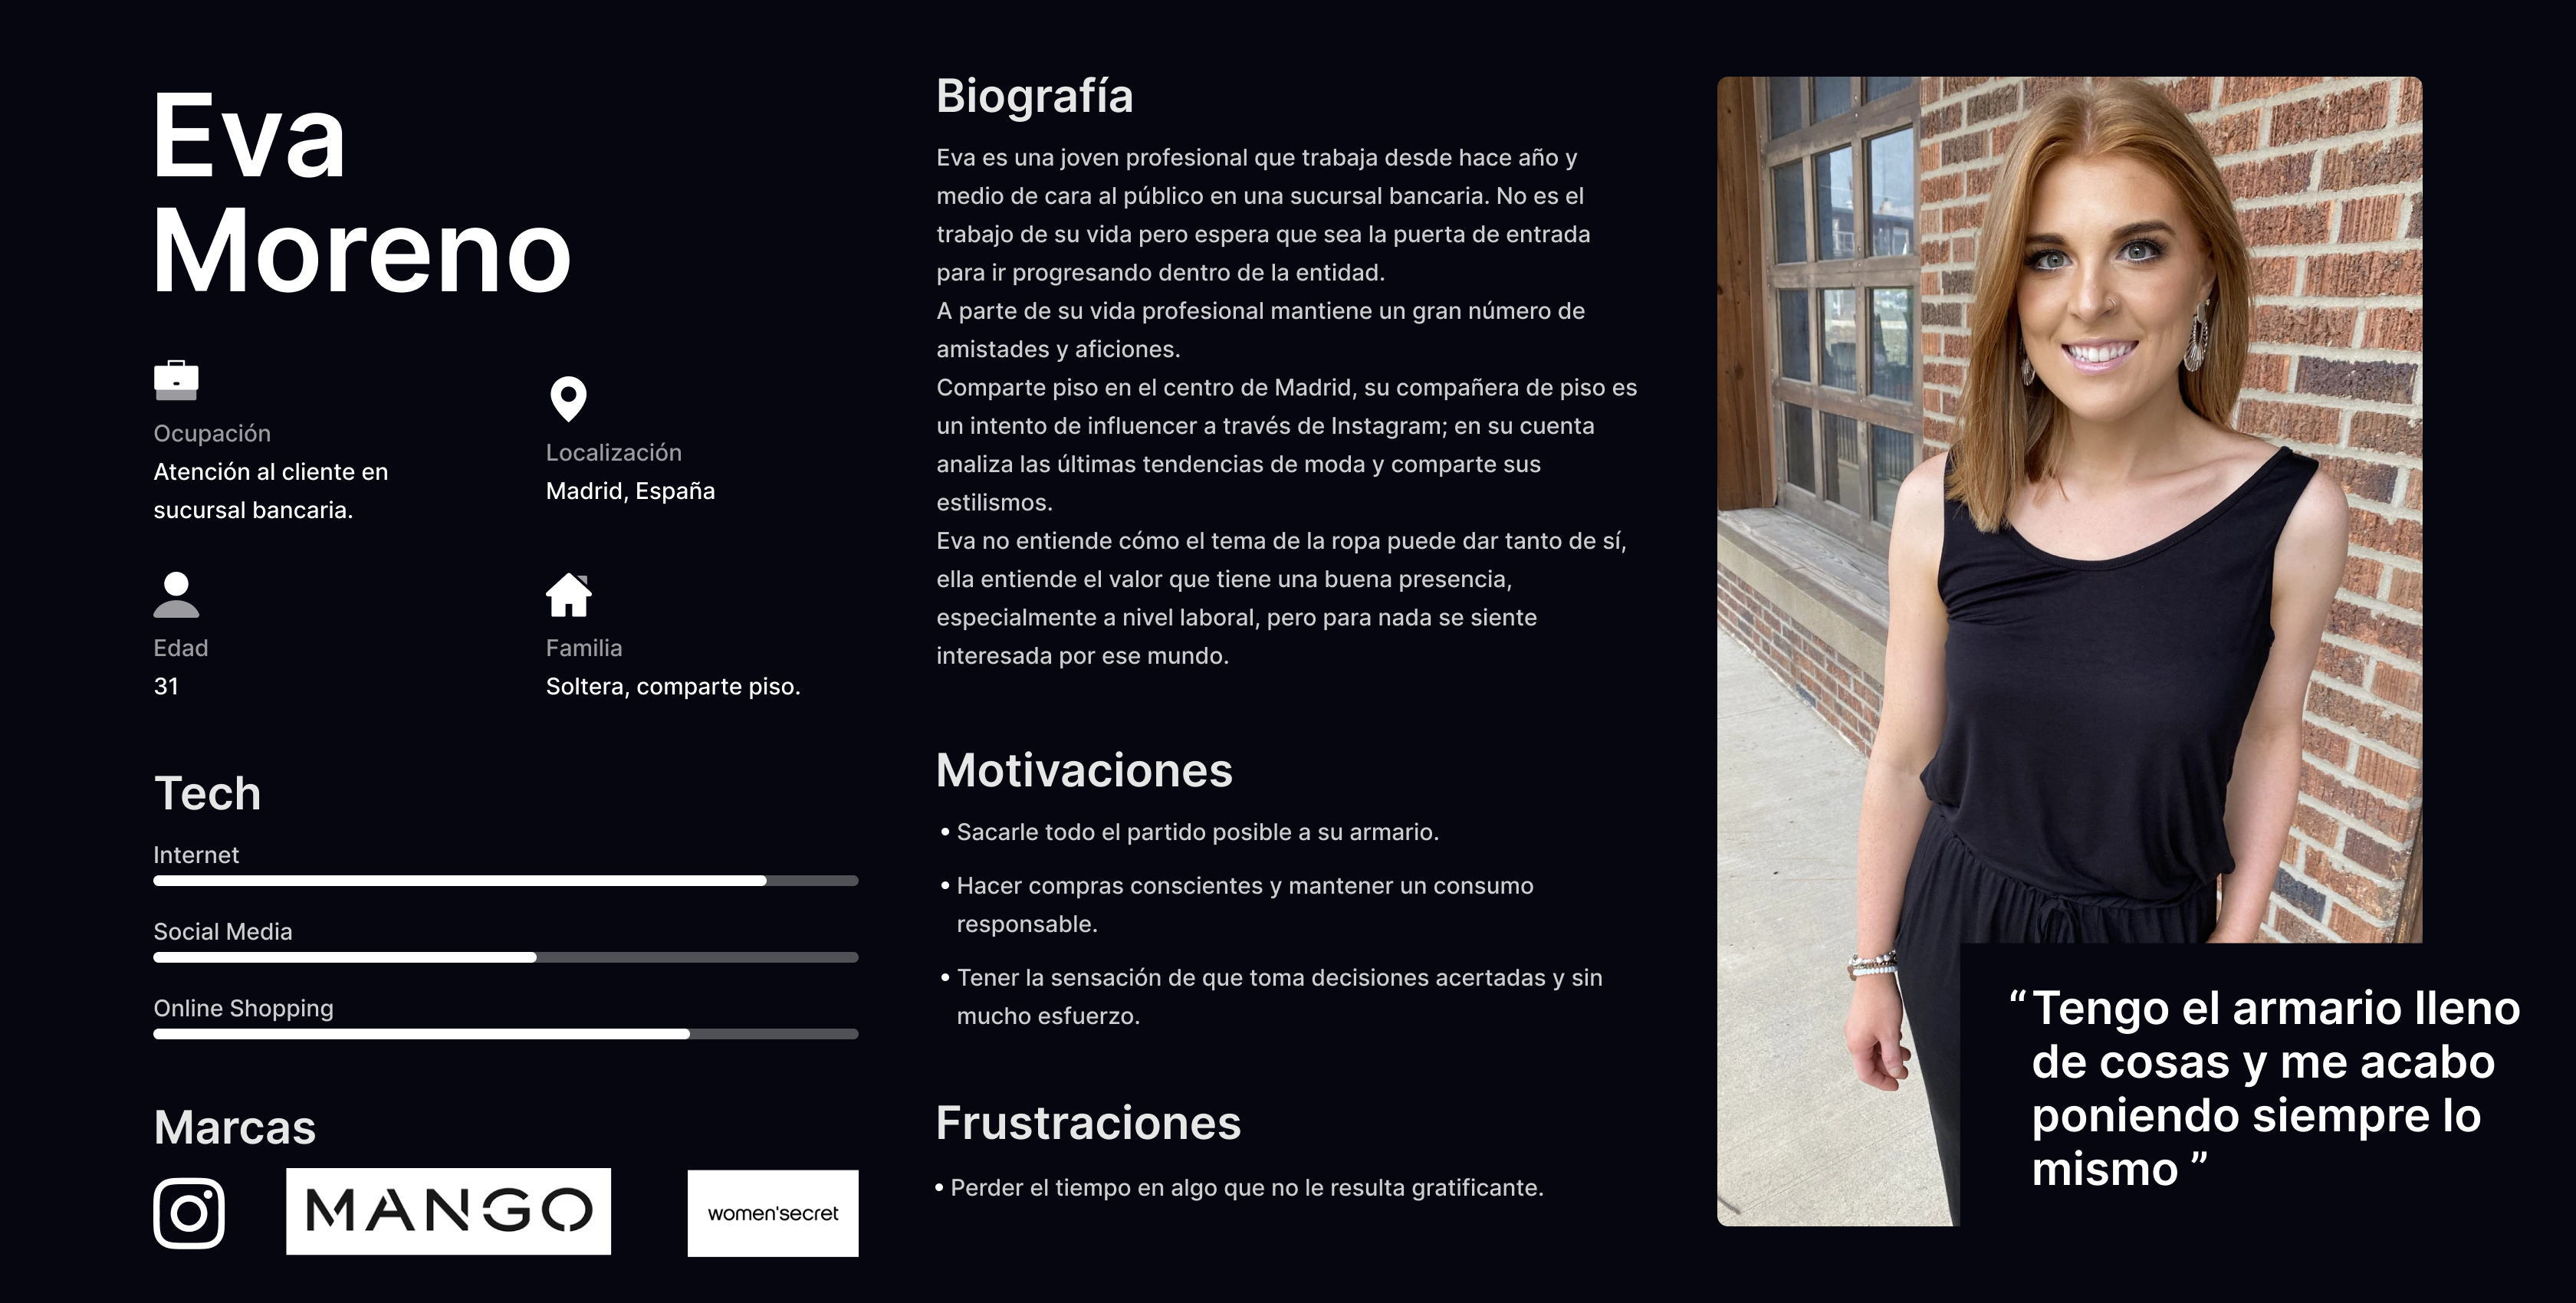 Eva
Moreno
Ocupación
Atención al cliente en
sucursal bancaria.
Localización
Madrid, España
Edad
31
Familia
Soltera, comparte piso.
Tech
Internet
Social Media
Online Shopping
Marcas
MANGO
women'secret
Biografía
Eva es una joven profesional que trabaja desde hace año y
medio de cara al público en una sucursal bancaria. No es el
trabajo de su vida pero espera que sea la puerta de entrada
para ir progresando dentro de la entidad.
A parte de su vida profesional mantiene un gran número de
amistades y aficiones.
Comparte piso en el centro de Madrid, su compañera de piso es
un intento de influencer a través de Instagram; en su cuenta
analiza las últimas tendencias de moda y comparte sus
estilismos.
Eva no entiende cómo el tema de la ropa puede dar tanto de sí,
ella entiende el valor que tiene una buena presencia,
especialmente a nivel laboral, pero para nada se siente
interesada por ese mundo.
Motivaciones
• Sacarle todo el partido posible a su armario.
• Hacer compras conscientes y mantener un consumo
responsable.
• Tener la sensación de que toma decisiones acertadas y sin
mucho esfuerzo.
Frustraciones
• Perder el tiempo en algo que no le resulta gratificante.
“Tengo el armario lleno
de cosas y me acabo
poniendo siempre lo
mismo ”